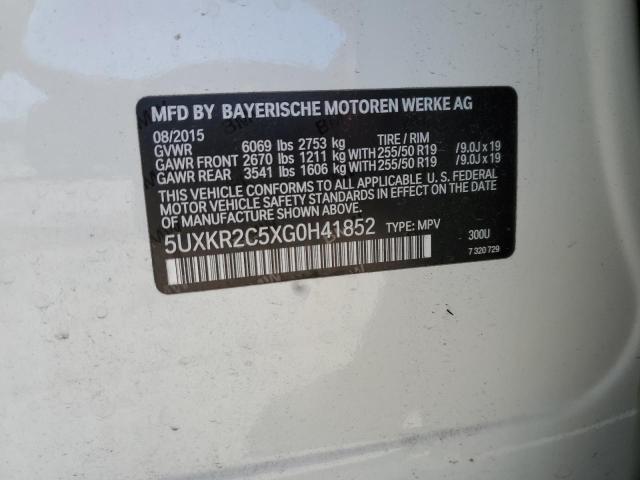 MFD BY BAYERISCHE MOTOREN WERKE AG
08/2015 TIRE / RIM
GVWR 6069 lbs 2753 kg
GAWR FRONT 2670 lbs 1211 kg WITH 255/50 R19 / 9.0J x 19
GAWR REAR 3541 lbs 1606 kg WITH 255/50 R19 / 9.0J x 19
THIS VEHICLE CONFORMS TO ALL APPLICABLE U. S. FEDERAL
MOTOR VEHICLE SAFETY STANDARDS IN EFFECT ON THE DATE
OF MANUFACTURE SHOWN ABOVE.
5UXKR2C5XG0H41852 TYPE: MPV 300U
7 320 729